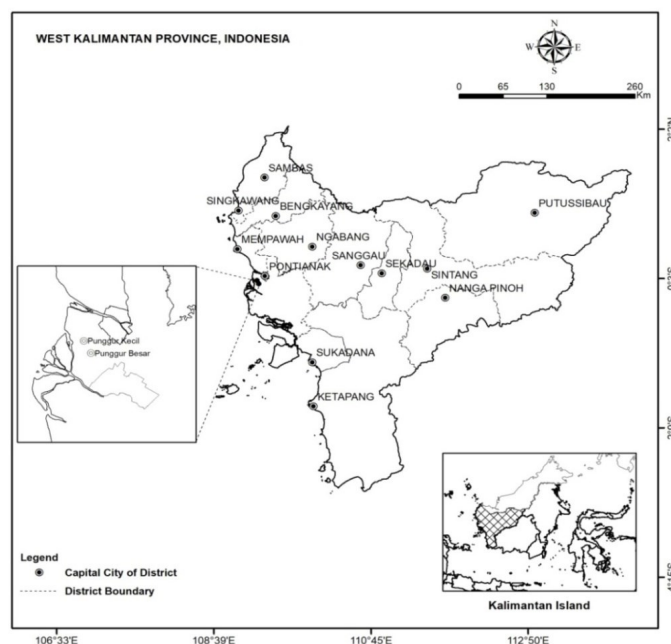 WEST KALIMANTAN PROVINCE, INDONESIA
N
W E
S
0 65 130 260
Km
SAMBAS
SINGKAWANG
BENGKAYANG
PUTUSSIBAU
MEMPAWAH
NGABANG
SANGGAU
SEKADAU
PONTIANAK
SINTANG
NANGA PINOH
Punggur Kecil
Punggur Besar
SUKADANA
KETAPANG
Legend
Capital City of District
District Boundary
Kalimantan Island
106°33'E 108°39'E 110°45'E 112°50'E